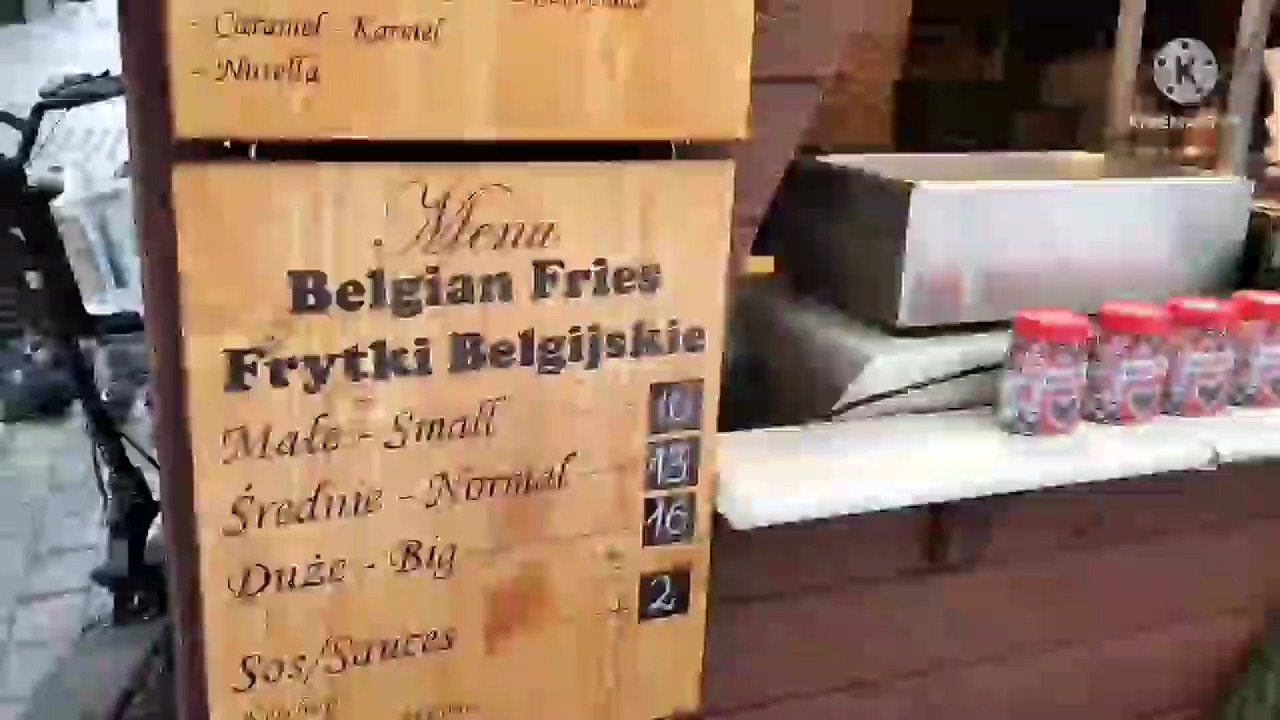 - Caramel - Karmel
- Nutella
Menu
Belgian Fries
Frytki Belgijskie
Małe - Small 10
Średnie - Normal 13
Duże - Big 16
Sos/Sauces 2
K